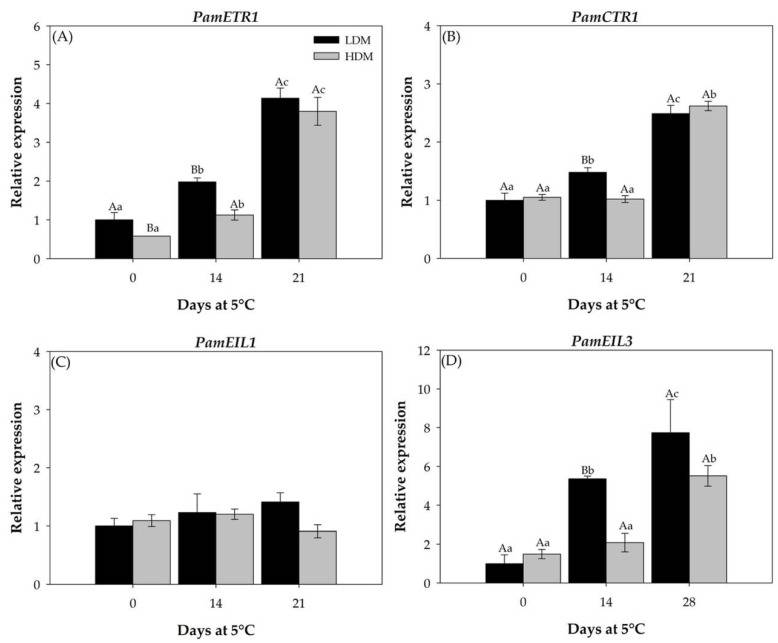 PamETR1
(A)
LDM
HDM
Relative expression
6
5
4
3
2
1
0
Aa
Ba
Bb
Ab
Ac
Ac
0 14 21
Days at 5°C
PamCTR1
(B)
Relative expression
4
3
2
1
0
Aa
Aa
Bb
Aa
Ac
Ab
0 14 21
Days at 5°C
PamEIL1
(C)
Relative expression
4
3
2
1
0
0 14 21
Days at 5°C
PamEIL3
(D)
Relative expression
12
10
8
6
4
2
0
Aa
Aa
Bb
Aa
Ac
Ab
0 14 28
Days at 5°C